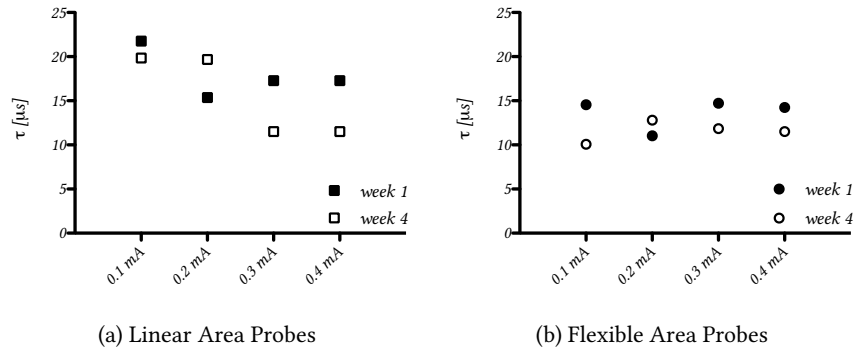 25
20
15
10
5
0
τ [μs]
week 1
week 4
0.1 mA
0.2 mA
0.3 mA
0.4 mA
(a) Linear Area Probes
25
20
15
10
5
0
τ [μs]
week 1
week 4
0.1 mA
0.2 mA
0.3 mA
0.4 mA
(b) Flexible Area Probes